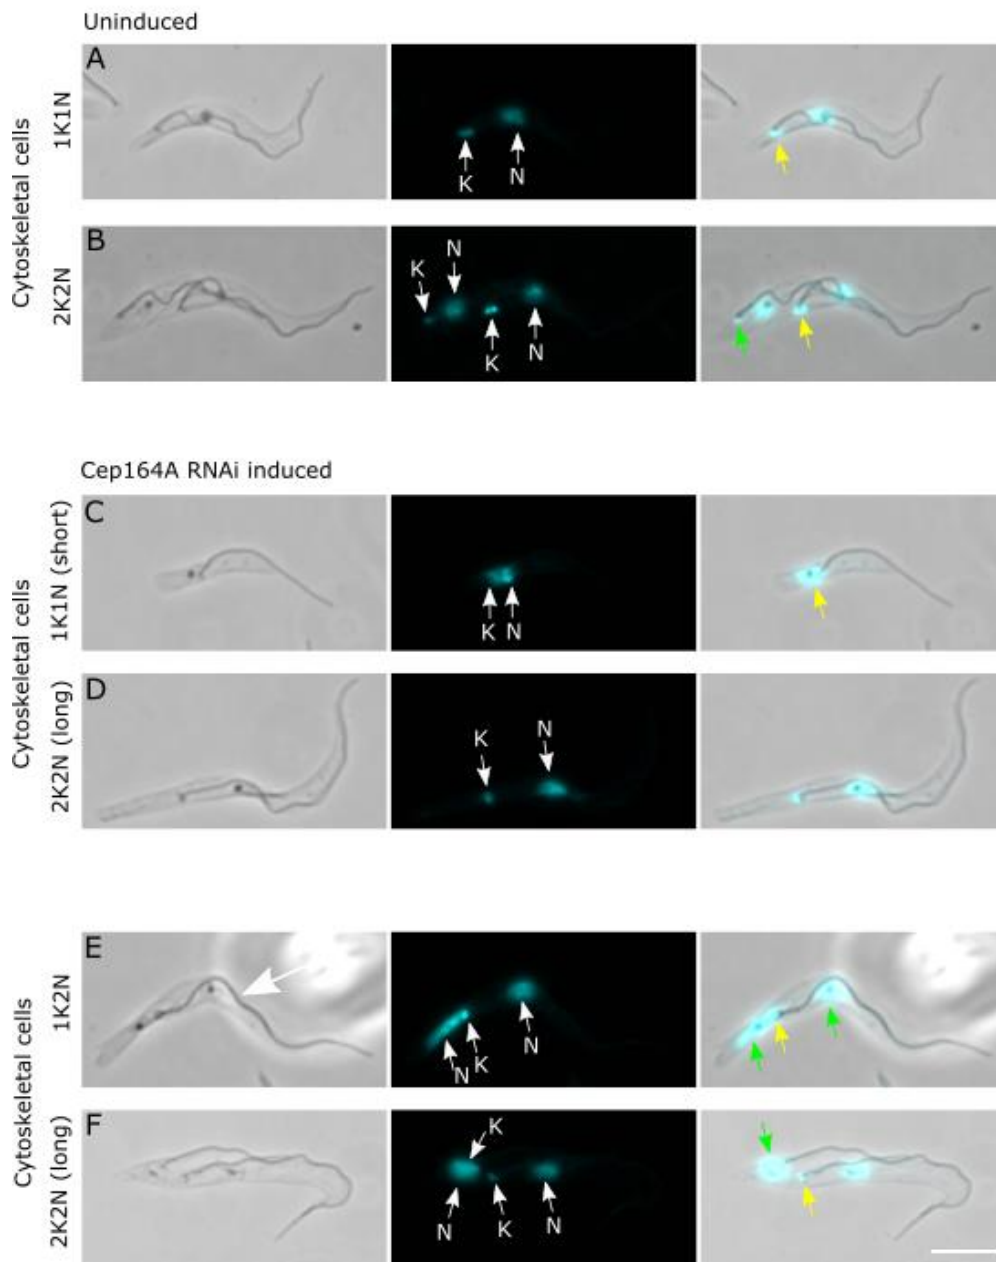 Uninduced
Cytoskeletal cells
1K1N
A
K
N
2K2N
B
K
N
K
N
Cep164A RNAi induced
Cytoskeletal cells
1K1N (short)
C
K
N
2K2N (long)
D
K
N
Cytoskeletal cells
1K2N
E
N
K
N
2K2N (long)
F
K
N
K
N